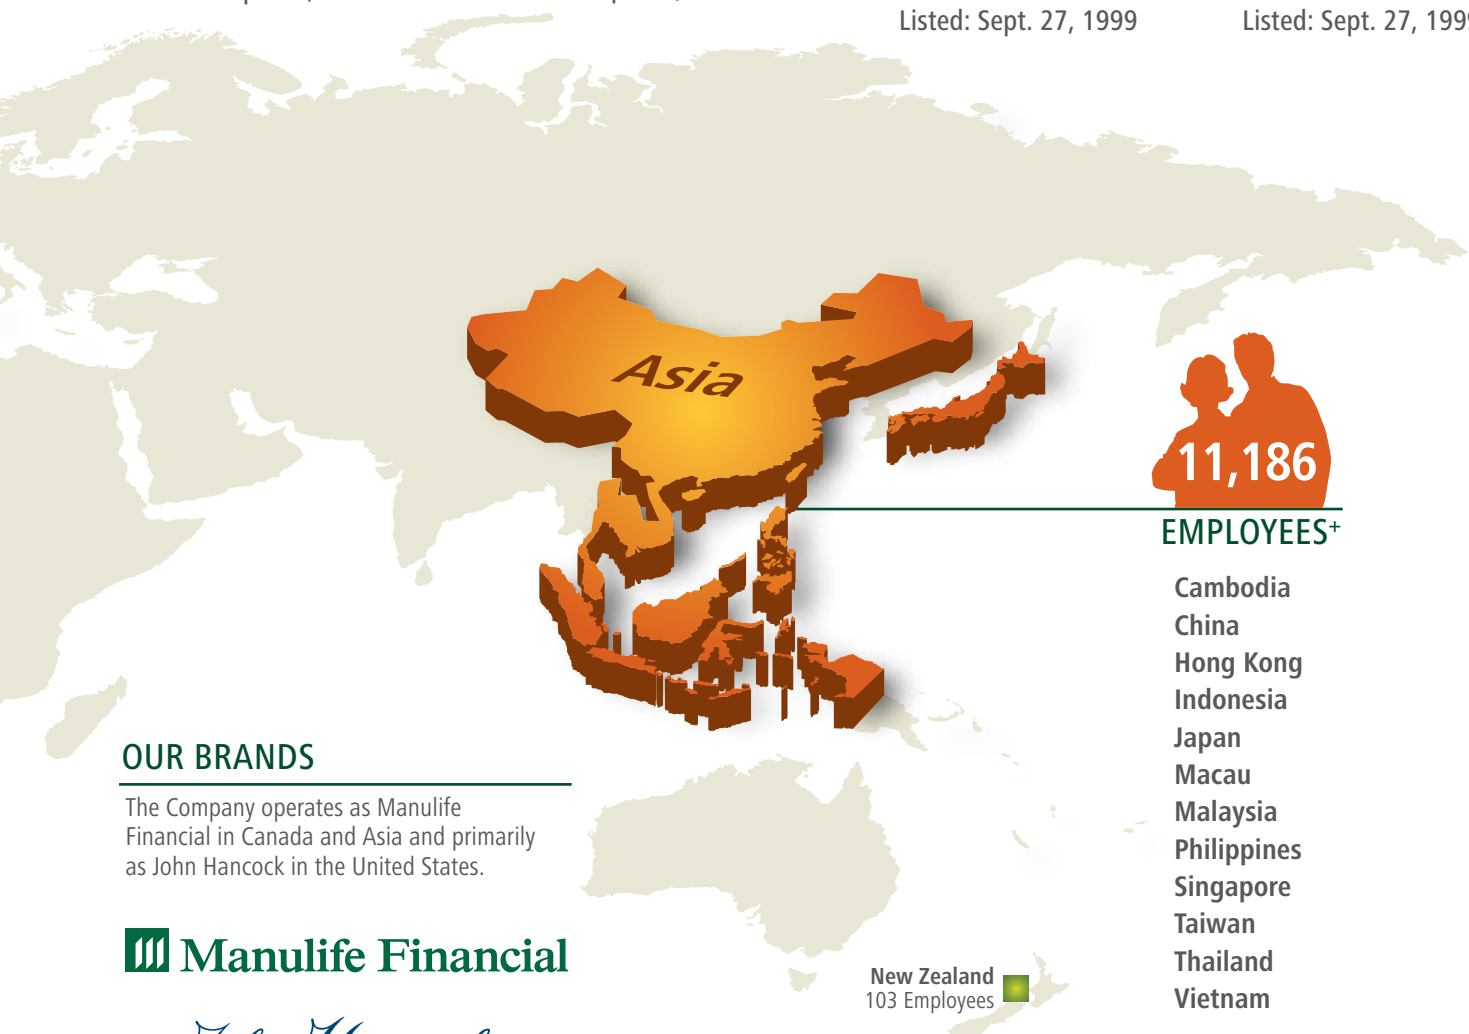 Listed: Sept. 27, 1999
Listed: Sept. 27, 199
Asia
11,186
EMPLOYEES+
Cambodia
China
Hong Kong
Indonesia
Japan
Macau
Malaysia
Philippines
Singapore
Taiwan
Thailand
Vietnam
OUR BRANDS
The Company operates as Manulife
Financial in Canada and Asia and primarily
as John Hancock in the United States.
Manulife Financial
New Zealand
103 Employees